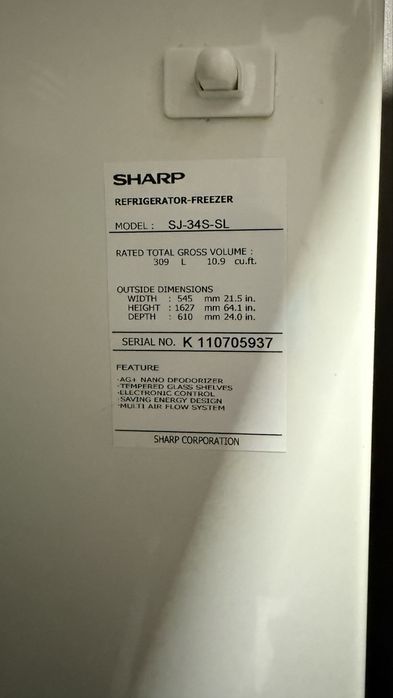 SHARP
REFRIGERATOR-FREEZER
MODEL : SJ-34S-SL
RATED TOTAL GROSS VOLUME :
309 L 10.9 cu.ft.
OUTSIDE DIMENSIONS
WIDTH : 545 mm 21.5 in.
HEIGHT : 1627 mm 64.1 in.
DEPTH : 610 mm 24.0 in.
SERIAL NO. K 110705937
FEATURE
·AG+ NANO DEODORIZER
·TEMPERED GLASS SHELVES
·ELECTRONIC CONTROL
·SAVING ENERGY DESIGN
·MULTI AIR FLOW SYSTEM
SHARP CORPORATION